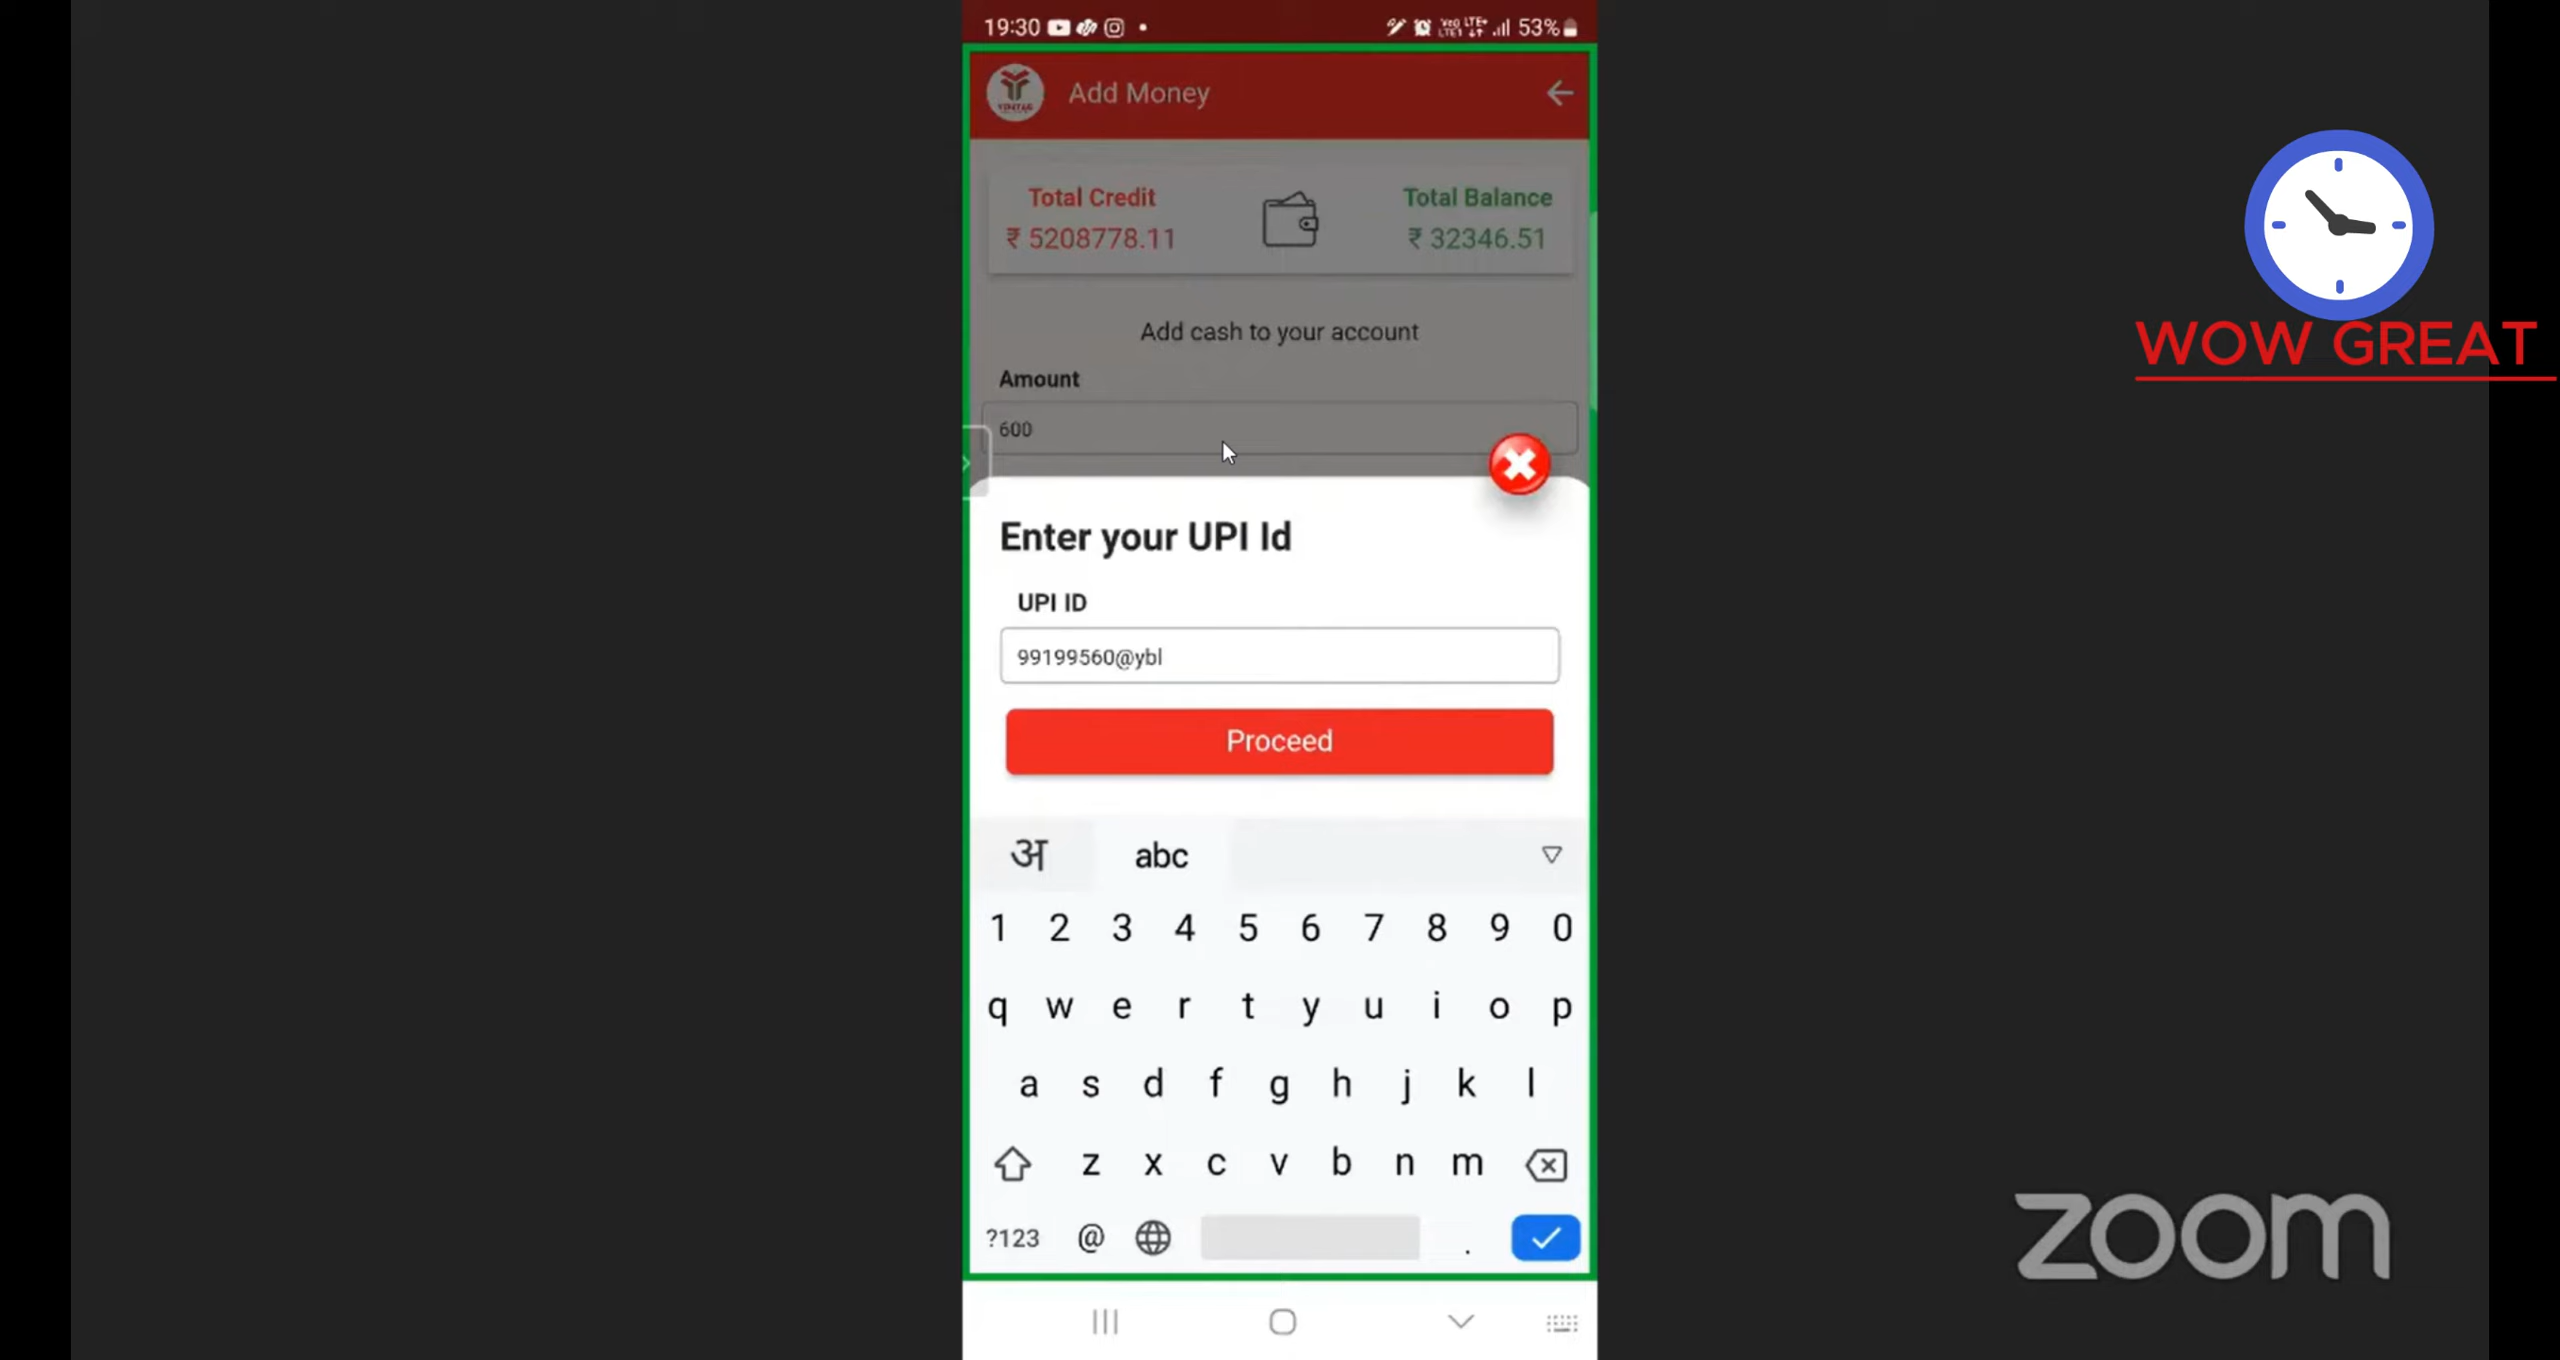 19:30
53%
Add Money
Total Credit
₹ 5208778.11
Total Balance
₹ 32346.51
WOW GREAT
Add cash to your account
Amount
600
Enter your UPI Id
UPI ID
99199560@ybl
Proceed
अ abc
1 2 3 4 5 6 7 8 9 0
q w e r t y u i o p
a s d f g h j k l
z x c v b n m
?123 @ .
zoom